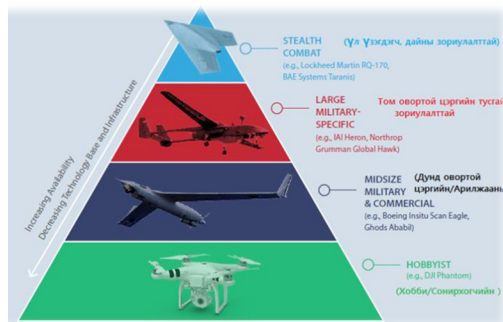 STEALTH
COMBAT
(Үл Үзэгдэгч, дайны зориулалттай)
(e.g., Lockheed Martin RQ-170,
BAE Systems Taranis)
LARGE
MILITARY-
SPECIFIC
Том овортой цэргийн тусгай
зориулалттай
(e.g., IAI Heron, Northrop
Grumman Global Hawk)
MIDSIZE
MILITARY
& COMMERCIAL
(Дунд овортой
цэргийн/Арилжааны
(e.g., Boeing Insitu Scan Eagle,
Ghods Ababil)
HOBBYIST
(e.g., DJI Phantom)
(Хобби/Сонирхогчийн )
Increasing Availability
Decreasing Technology Base and Infrastructure